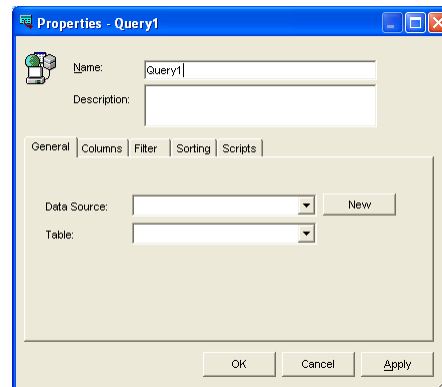 Properties - Query1
Name: Query1
Description:
General Columns Filter Sorting Scripts
Data Source: New
Table:
OK Cancel Apply